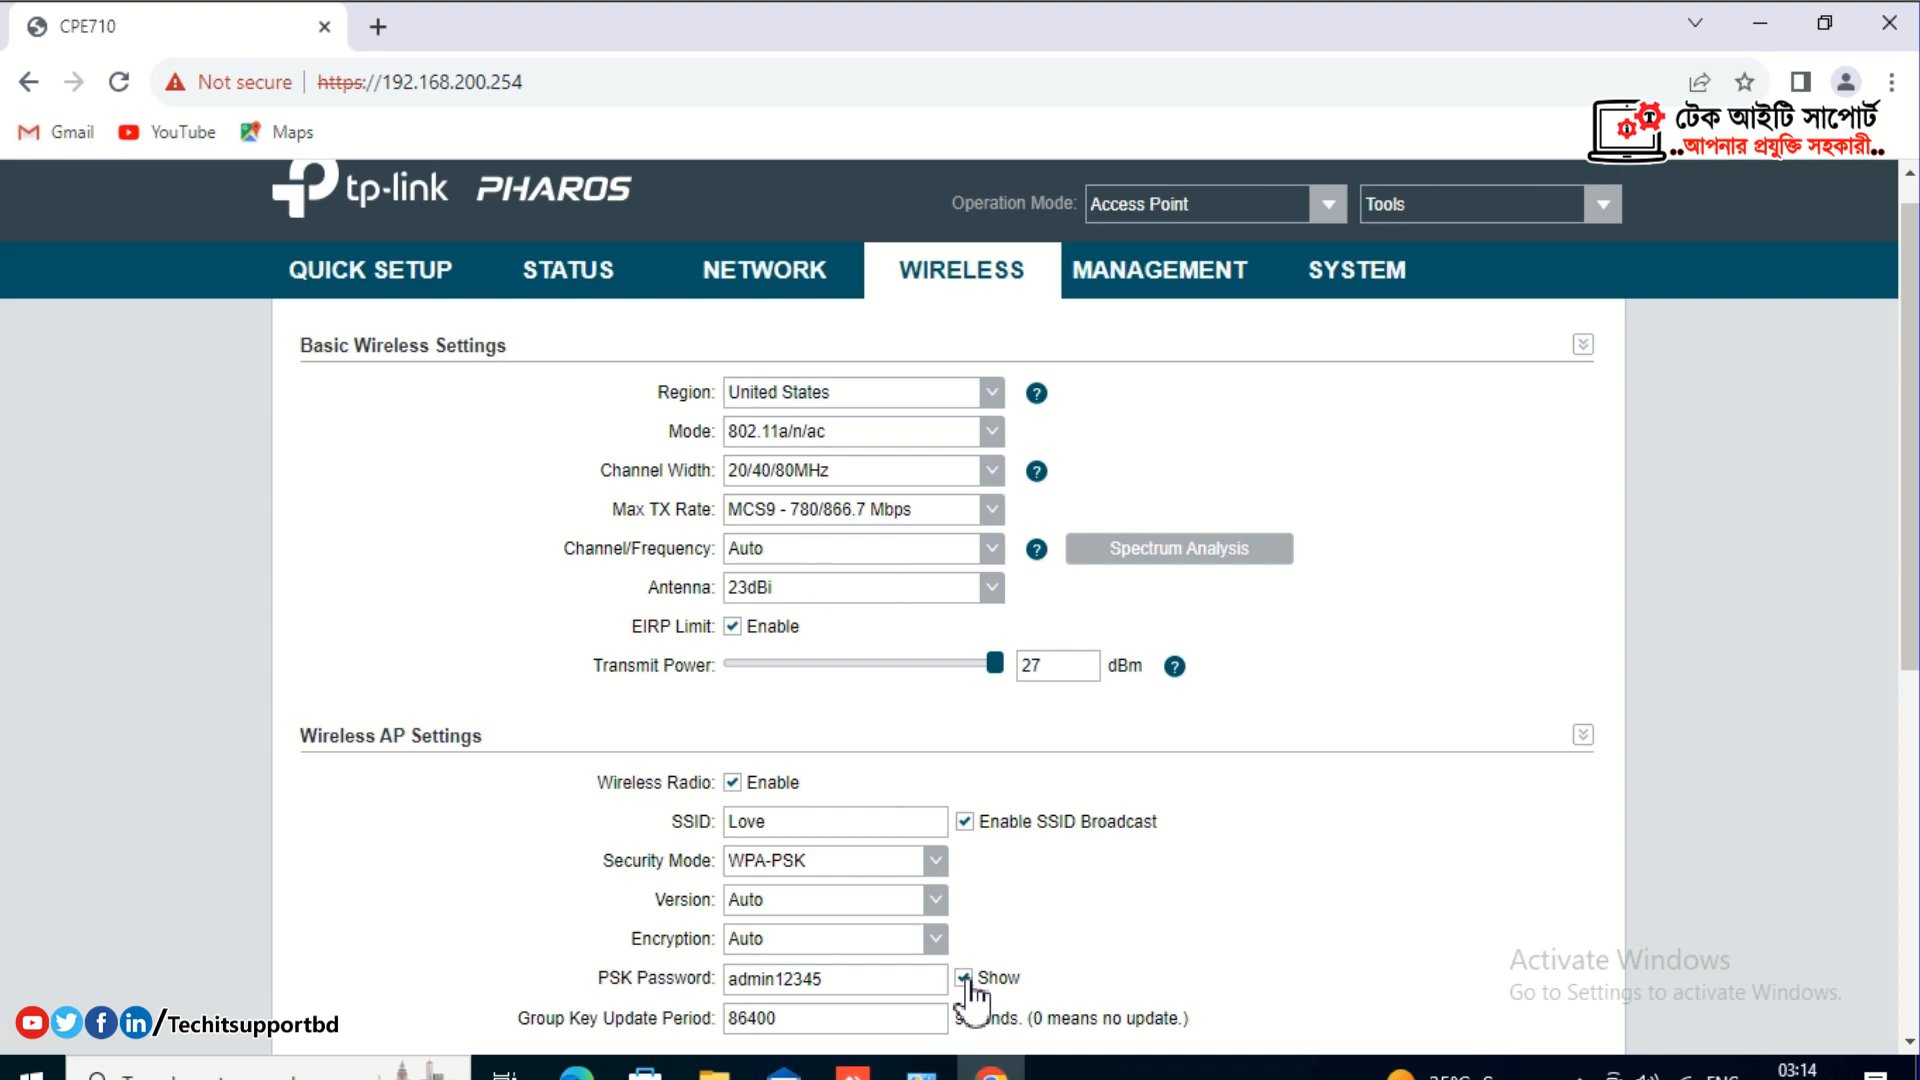 CPE710
Not secure
https://192.168.200.254
Gmail YouTube Maps
টেক আইটি সাপোর্ট
..আপনার প্রযুক্তি সহকারী..
tp-link PHAROS
Operation Mode: Access Point Tools
QUICK SETUP STATUS NETWORK WIRELESS MANAGEMENT SYSTEM
Basic Wireless Settings
Region: United States ?
Mode: 802.11a/n/ac
Channel Width: 20/40/80MHz ?
Max TX Rate: MCS9 - 780/866.7 Mbps
Channel/Frequency: Auto ? Spectrum Analysis
Antenna: 23dBi
EIRP Limit: Enable
Transmit Power: 27 dBm ?
Wireless AP Settings
Wireless Radio: Enable
SSID: Love Enable SSID Broadcast
Security Mode: WPA-PSK
Version: Auto
Encryption: Auto
PSK Password: admin12345 Show
Group Key Update Period: 86400 (0 means no update.)
Activate Windows
Go to Settings to activate Windows.
/Techitsupportbd
03:14